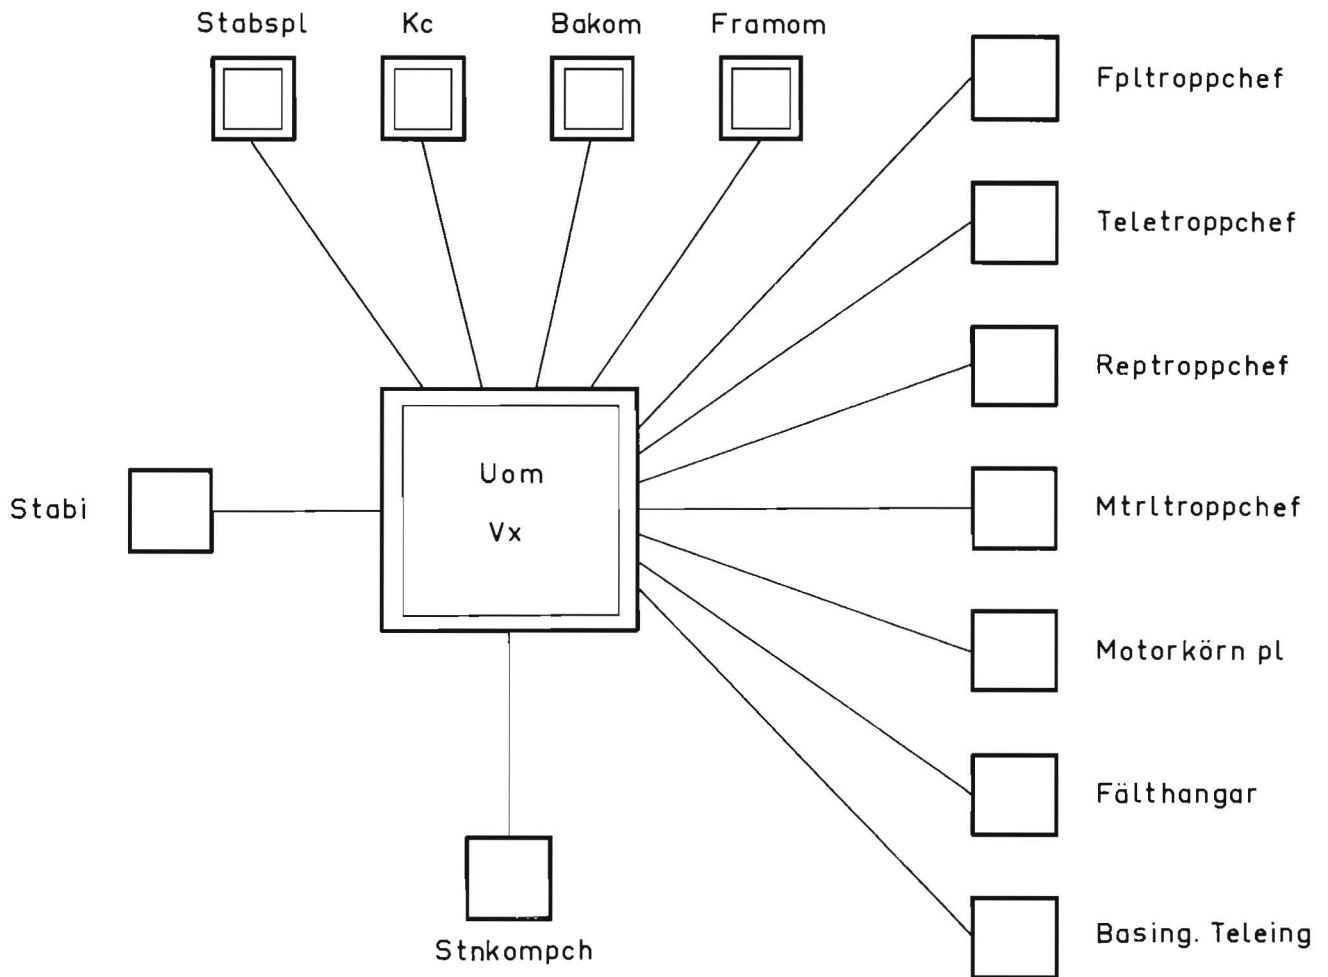 Stabspl
Kc
Bakom
Framom
Fpltroppchef
Teletroppchef
Reptroppchef
Uom
Vx
Stabi
Mtrltroppchef
Motorkörn pl
Fälthangar
Stnkompch
Basing. Teleing